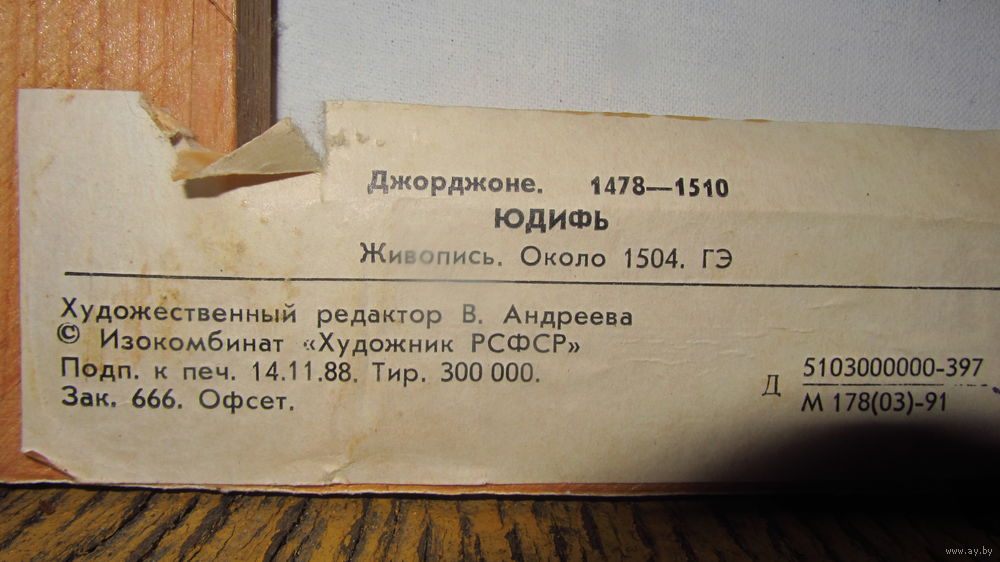 Джорджоне. 1478—1510
ЮДИФЬ
Живопись. Около 1504. ГЭ
Художественный редактор В. Андреева
© Изокомбинат «Художник РСФСР»
Подп. к печ. 14.11.88. Тир. 300 000.
Зак. 666. Офсет.
Д 5103000000-397
М 178(03)-91
www.ay.by